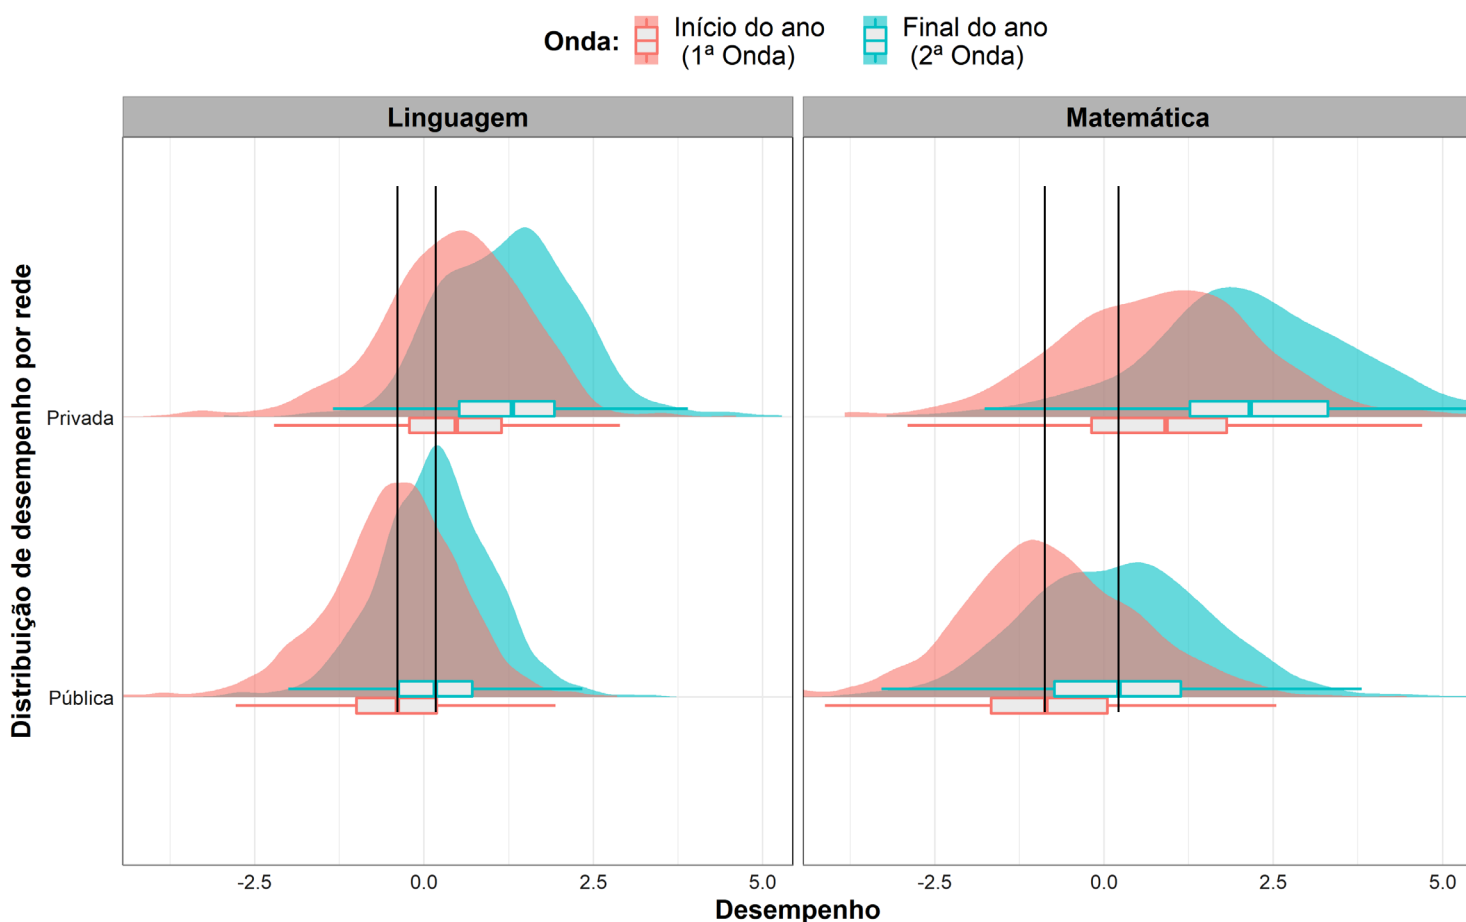 Onda:
Início do ano
(1ª Onda)
Final do ano
(2ª Onda)
Linguagem
Matemática
Distribuição de desempenho por rede
Privada
Pública
-2.5
0.0
2.5
5.0
-2.5
0.0
2.5
5.0
Desempenho